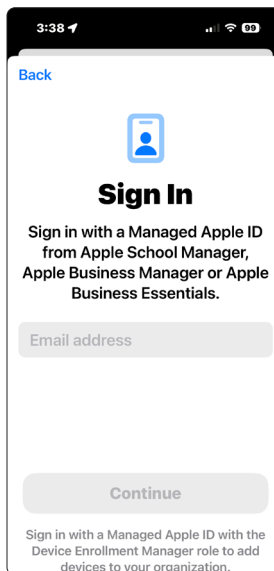 3:38
99
Back
Sign In
Sign in with a Managed Apple ID
from Apple School Manager,
Apple Business Manager or Apple
Business Essentials.
Email address
Continue
Sign in with a Managed Apple ID with the
Device Enrollment Manager role to add
devices to your organization.